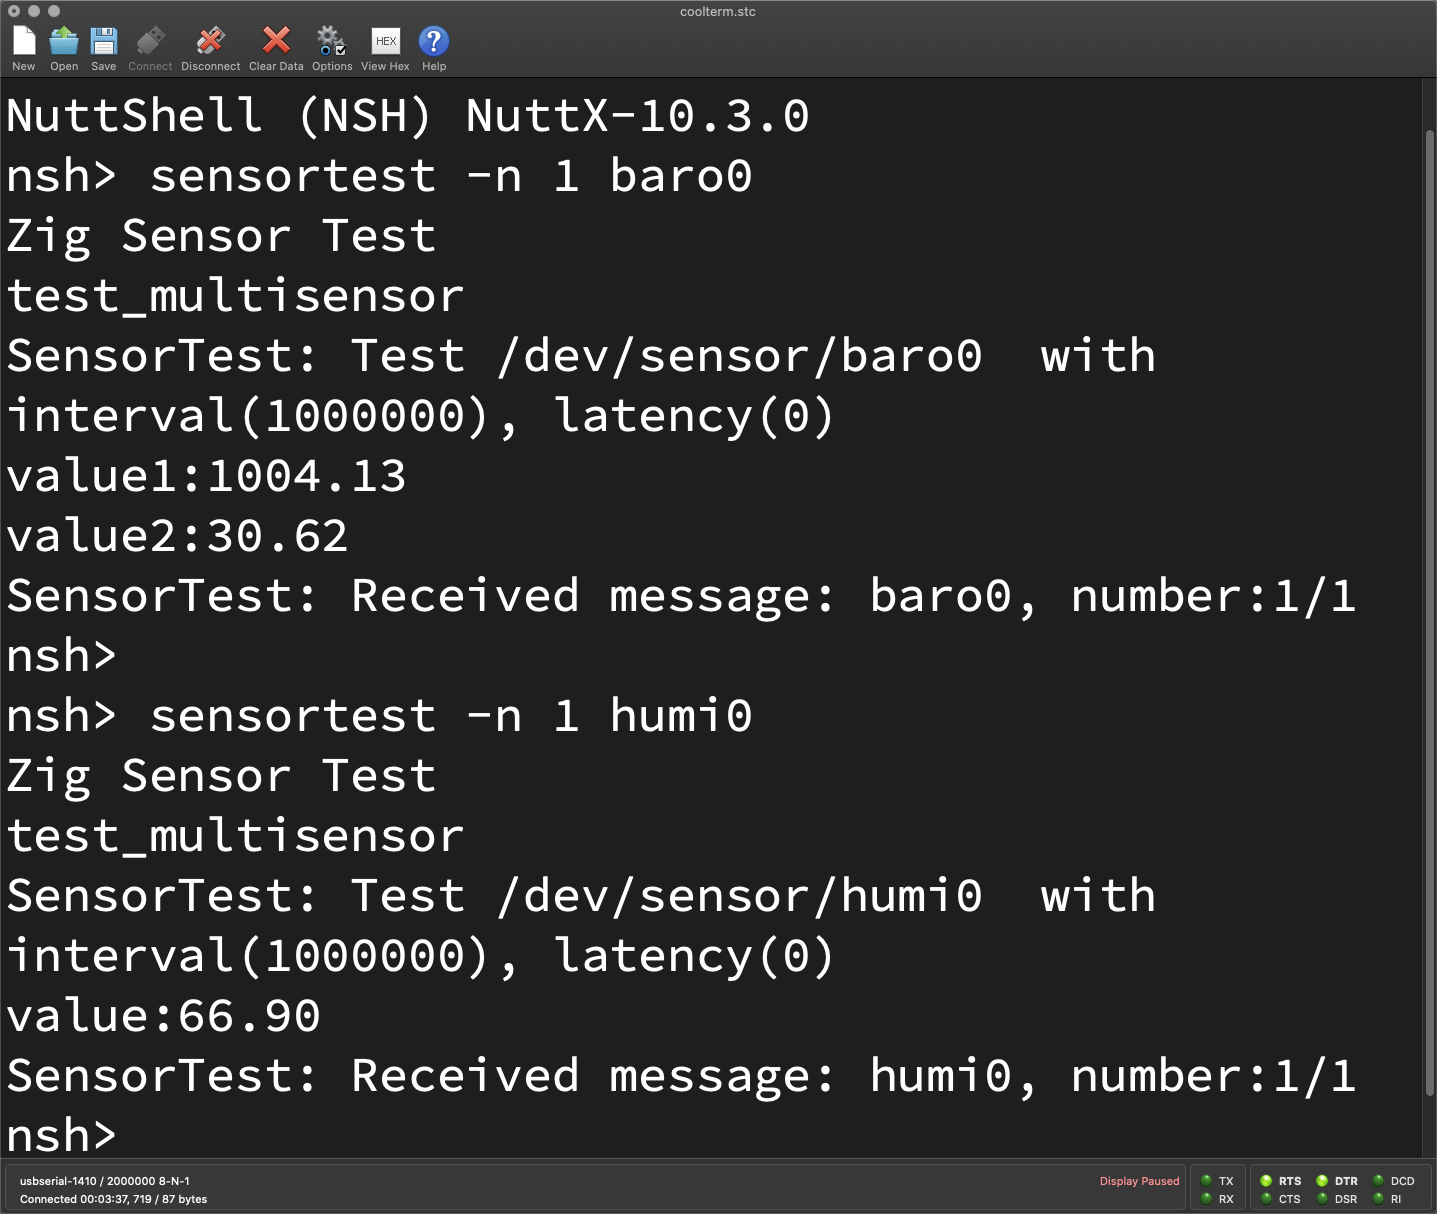 coolterm.stc
New Open Save Connect Disconnect Clear Data Options View Hex Help
HEX
?
NuttShell (NSH) NuttX-10.3.0
nsh> sensortest -n 1 baro0
Zig Sensor Test
test_multisensor
SensorTest: Test /dev/sensor/baro0  with
interval(1000000), latency(0)
value1:1004.13
value2:30.62
SensorTest: Received message: baro0, number:1/1
nsh>
nsh> sensortest -n 1 humi0
Zig Sensor Test
test_multisensor
SensorTest: Test /dev/sensor/humi0  with
interval(1000000), latency(0)
value:66.90
SensorTest: Received message: humi0, number:1/1
nsh>
usbserial-1410 / 2000000 8-N-1
Connected 00:03:37, 719 / 87 bytes
Display Paused
TX RTS DTR DCD
RX CTS DSR RI